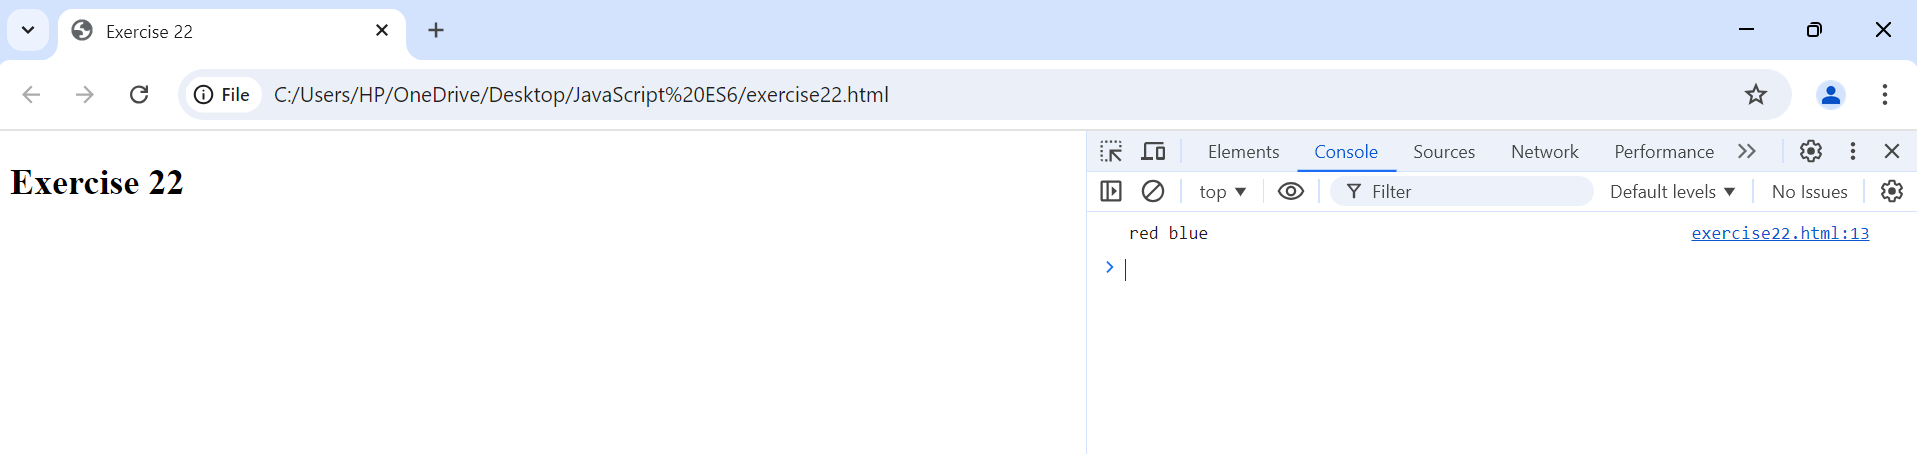 Exercise 22
File C:/Users/HP/OneDrive/Desktop/JavaScript%20ES6/exercise22.html
Exercise 22
Elements Console Sources Network Performance
top Filter Default levels No Issues
red blue exercise22.html:13